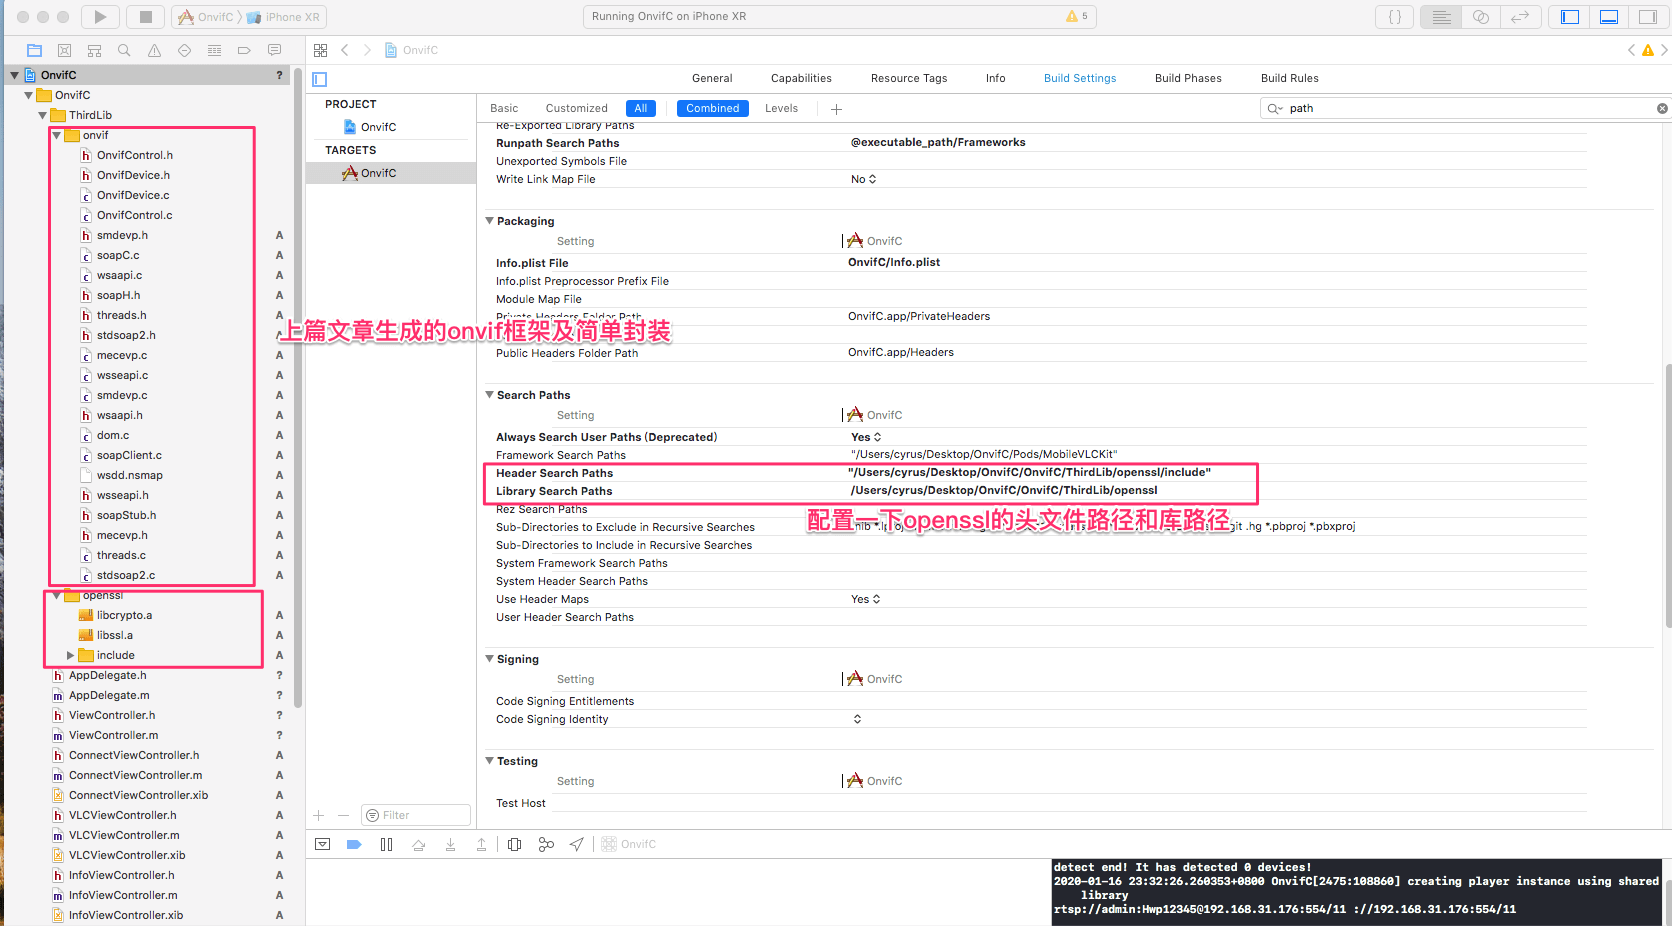 OnvifC
iPhone XR
Running OnvifC on iPhone XR
5
{ }
OnvifC
OnvifC ?
OnvifC
ThirdLib
onvif
OnvifControl.h
OnvifDevice.h
OnvifDevice.c
OnvifControl.c
smdevp.h A
soapC.c A
wsaapi.c A
soapH.h A
threads.h A
stdsoap2.h A
mecevp.c A
wsseapi.c A
smdevp.c A
wsaapi.h A
dom.c A
soapClient.c A
wsdd.nsmap A
wsseapi.h A
soapStub.h A
mecevp.h A
threads.c A
stdsoap2.c A
openssl
libcrypto.a A
libssl.a A
include A
AppDelegate.h ?
AppDelegate.m ?
ViewController.h ?
ViewController.m ?
ConnectViewController.h A
ConnectViewController.m A
ConnectViewController.xib A
VLCViewController.h A
VLCViewController.m A
VLCViewController.xib A
InfoViewController.h A
InfoViewController.m A
InfoViewController.xib A
PROJECT
OnvifC
TARGETS
OnvifC
Filter
General Capabilities Resource Tags Info Build Settings Build Phases Build Rules
Basic Customized All Combined Levels
path
Re-Exported Library Paths
Runpath Search Paths @executable_path/Frameworks
Unexported Symbols File
Write Link Map File No
Packaging
Setting OnvifC
Info.plist File OnvifC/Info.plist
Info.plist Preprocessor Prefix File
Module Map File
Private Headers Folder Path OnvifC.app/PrivateHeaders
上篇文章生成的onvif框架及简单封装
Public Headers Folder Path OnvifC.app/Headers
Search Paths
Setting OnvifC
Always Search User Paths (Deprecated) Yes
Framework Search Paths "/Users/cyrus/Desktop/OnvifC/Pods/MobileVLCKit"
Header Search Paths "/Users/cyrus/Desktop/OnvifC/OnvifC/ThirdLib/openssl/include"
Library Search Paths /Users/cyrus/Desktop/OnvifC/OnvifC/ThirdLib/openssl
Rez Search Paths
配置一下openssl的头文件路径和库路径
Sub-Directories to Exclude in Recursive Searches .hg *.pbproj *.pbxproj
Sub-Directories to Include in Recursive Searches
System Framework Search Paths
System Header Search Paths
Use Header Maps Yes
User Header Search Paths
Signing
Setting OnvifC
Code Signing Entitlements
Code Signing Identity
Testing
Setting OnvifC
Test Host
OnvifC
detect end! It has detected 0 devices!
2020-01-16 23:32:26.260353+0800 OnvifC[2475:108860] creating player instance using shared
library
rtsp://admin:Hwp12345@192.168.31.176:554/11 ://192.168.31.176:554/11